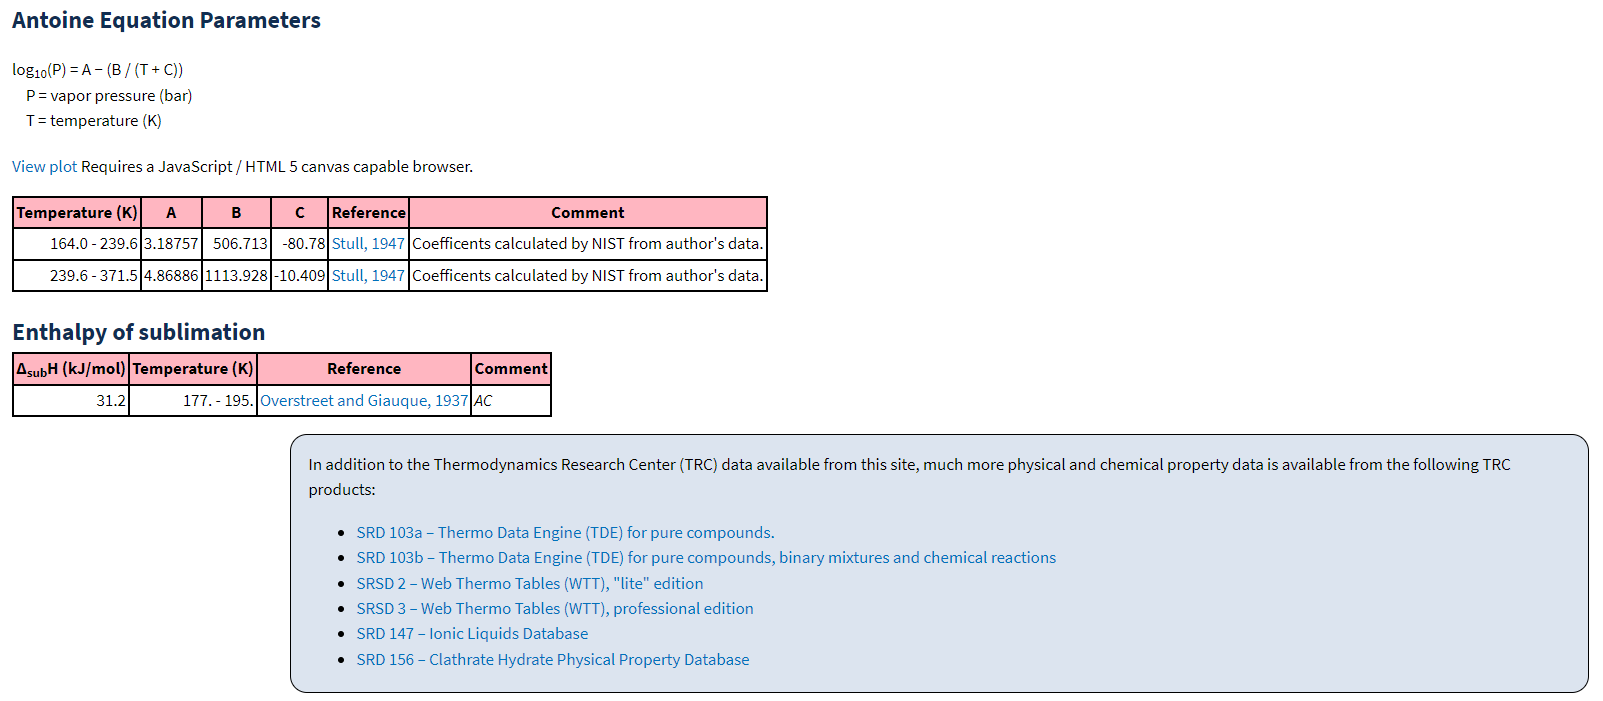 Antoine Equation Parameters
log10(P) = A − (B / (T + C))
P = vapor pressure (bar)
T = temperature (K)
View plot Requires a JavaScript / HTML 5 canvas capable browser.
Temperature (K) A B C Reference Comment
164.0 - 239.6 3.18757 506.713 -80.78 Stull, 1947 Coefficents calculated by NIST from author's data.
239.6 - 371.5 4.86886 1113.928 -10.409 Stull, 1947 Coefficents calculated by NIST from author's data.
Enthalpy of sublimation
ΔsubH (kJ/mol) Temperature (K) Reference Comment
31.2 177. - 195. Overstreet and Giauque, 1937 AC
In addition to the Thermodynamics Research Center (TRC) data available from this site, much more physical and chemical property data is available from the following TRC
products:
• SRD 103a – Thermo Data Engine (TDE) for pure compounds.
• SRD 103b – Thermo Data Engine (TDE) for pure compounds, binary mixtures and chemical reactions
• SRSD 2 – Web Thermo Tables (WTT), "lite" edition
• SRSD 3 – Web Thermo Tables (WTT), professional edition
• SRD 147 – Ionic Liquids Database
• SRD 156 – Clathrate Hydrate Physical Property Database